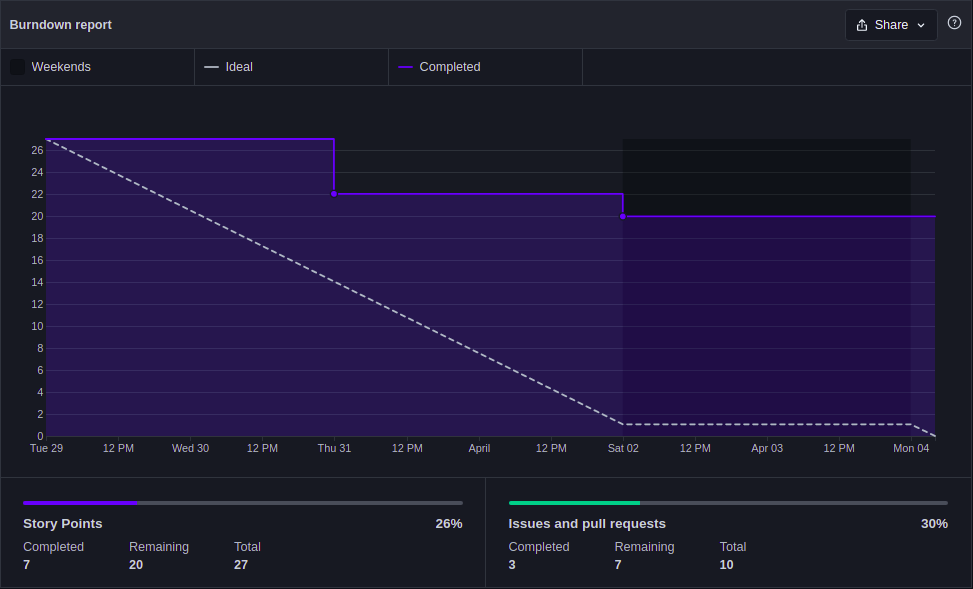 Burndown report
Share
Weekends
Ideal
Completed
26
24
22
20
18
16
14
12
10
8
6
4
2
0
Tue 29 12 PM Wed 30 12 PM Thu 31 12 PM April 12 PM Sat 02 12 PM Apr 03 12 PM Mon 04
Story Points 26%
Completed Remaining Total
7 20 27
Issues and pull requests 30%
Completed Remaining Total
3 7 10